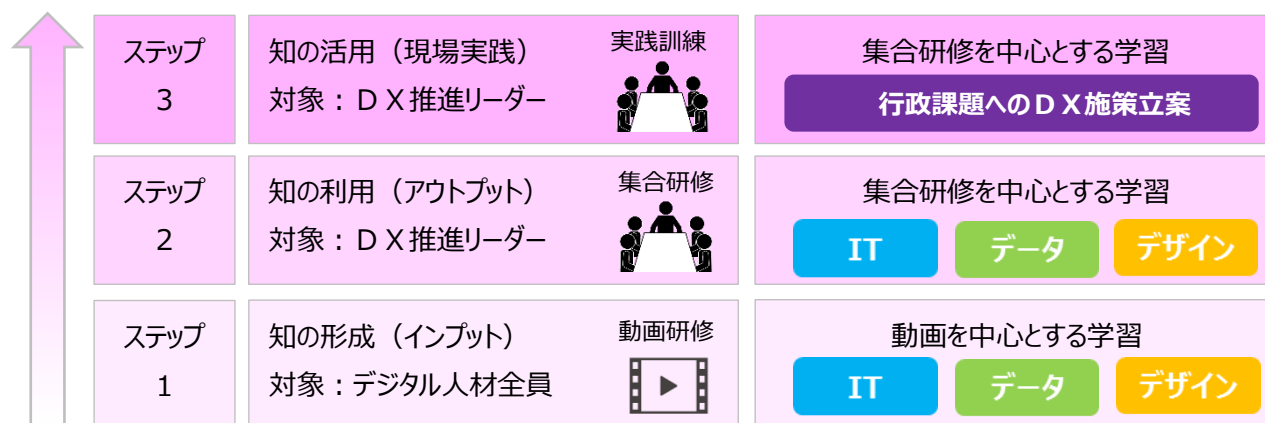 ステップ
3
知の活用（現場実践）
対象：ＤＸ推進リーダー
実践訓練
集合研修を中心とする学習
行政課題へのＤＸ施策立案
ステップ
2
知の利用（アウトプット）
対象：ＤＸ推進リーダー
集合研修
集合研修を中心とする学習
IT
データ
デザイン
ステップ
1
知の形成（インプット）
対象：デジタル人材全員
動画研修
動画を中心とする学習
IT
データ
デザイン